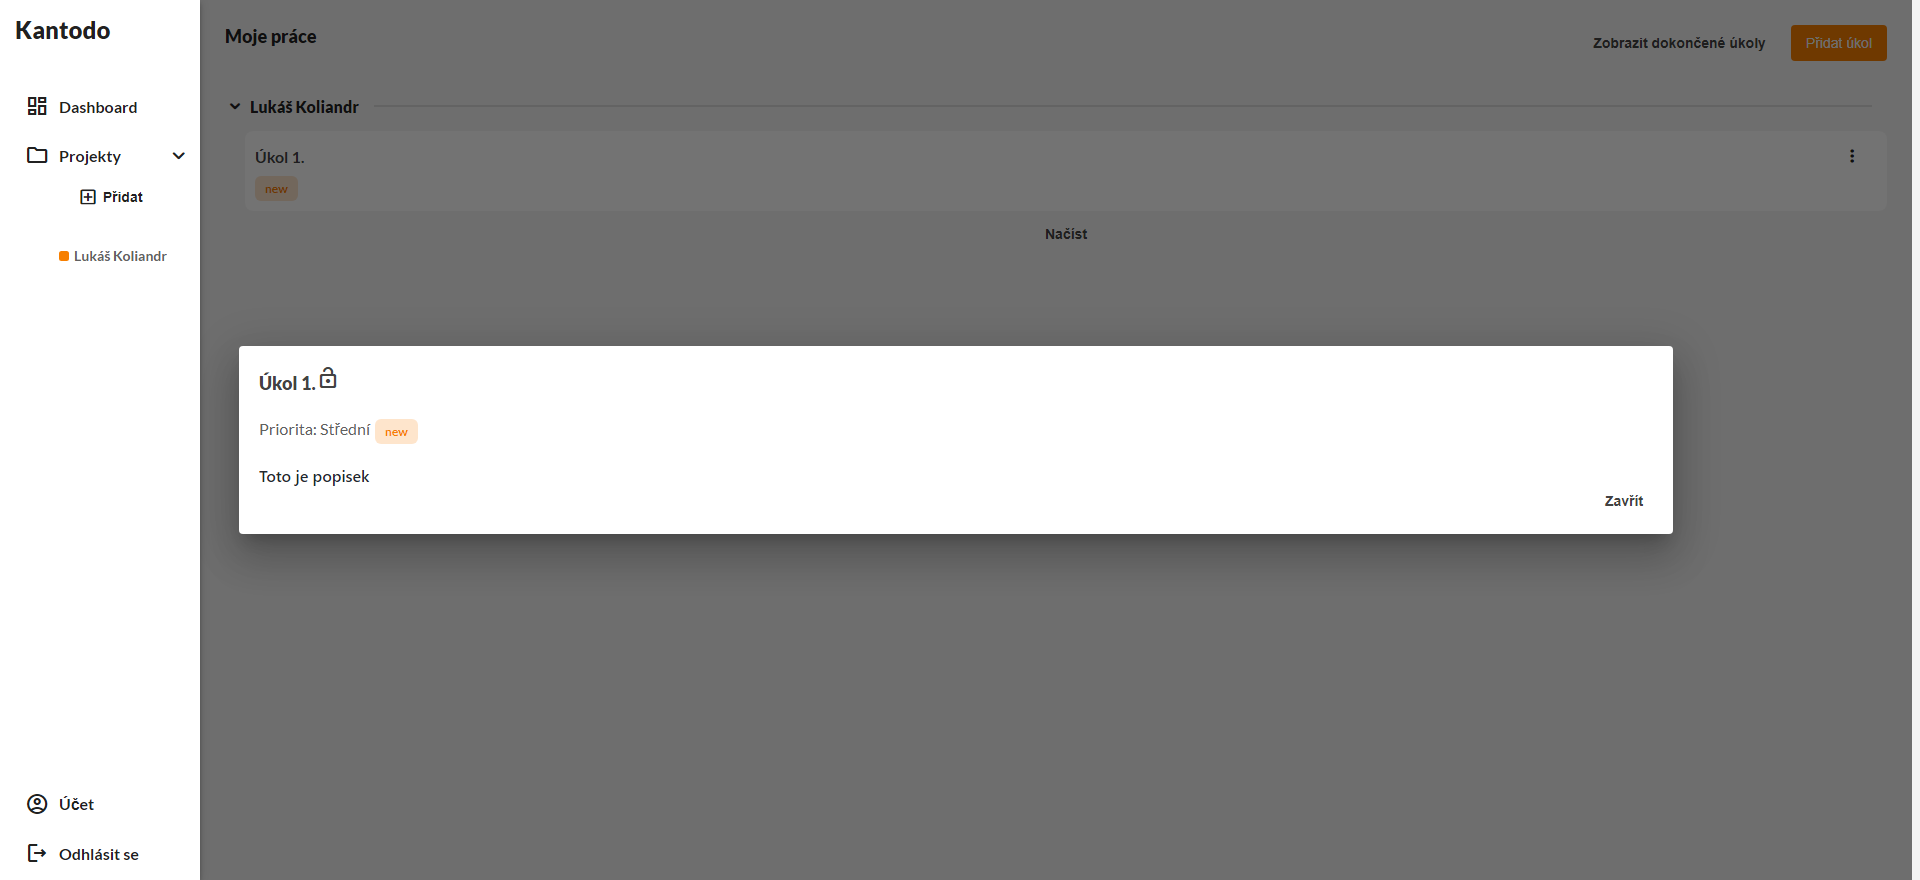 Kantodo
Dashboard
Projekty
Přidat
Lukáš Koliandr
Účet
Odhlásit se
Moje práce
Zobrazit dokončené úkoly
Přidat úkol
Lukáš Koliandr
Úkol 1.
new
Načíst
Úkol 1.
Priorita: Střední new
Toto je popisek
Zavřít